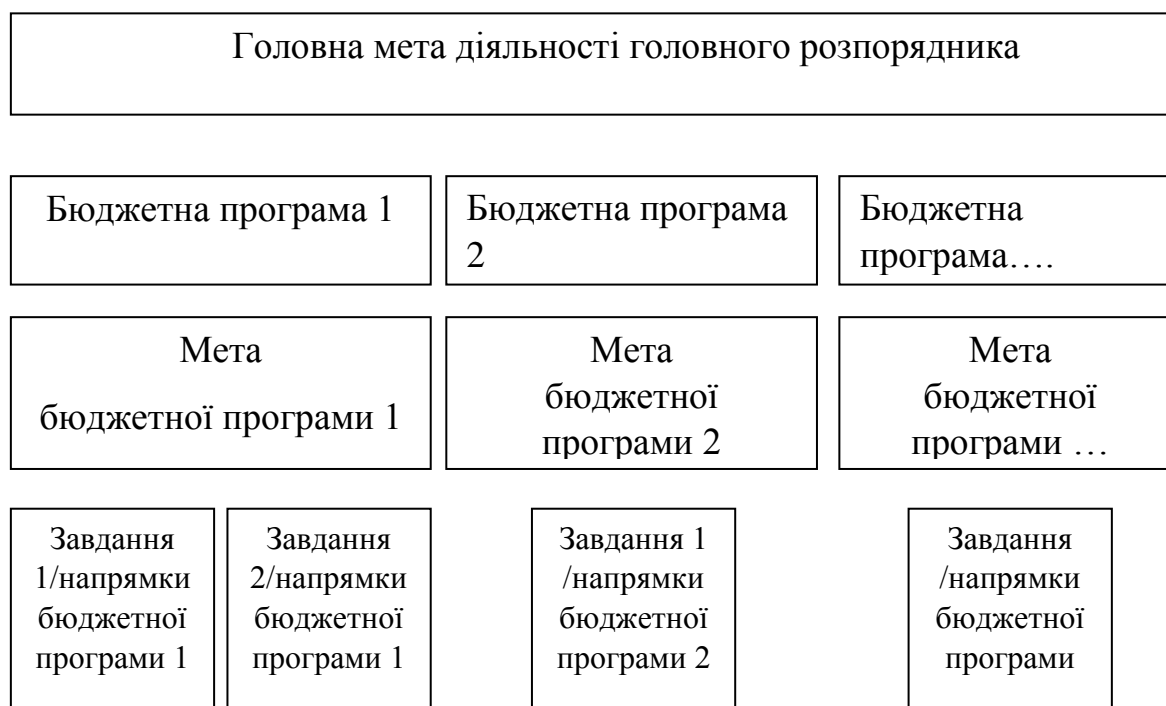 Головна мета діяльності головного розпорядника
Бюджетна програма 1
Бюджетна програма
2
Бюджетна
програма….
Мета
бюджетної програми 1
Мета
бюджетної
програми 2
Мета
бюджетної
програми …
Завдання
1/напрямки
бюджетної
програми 1
Завдання
2/напрямки
бюджетної
програми 1
Завдання 1
/напрямки
бюджетної
програми 2
Завдання
/напрямки
бюджетної
програми